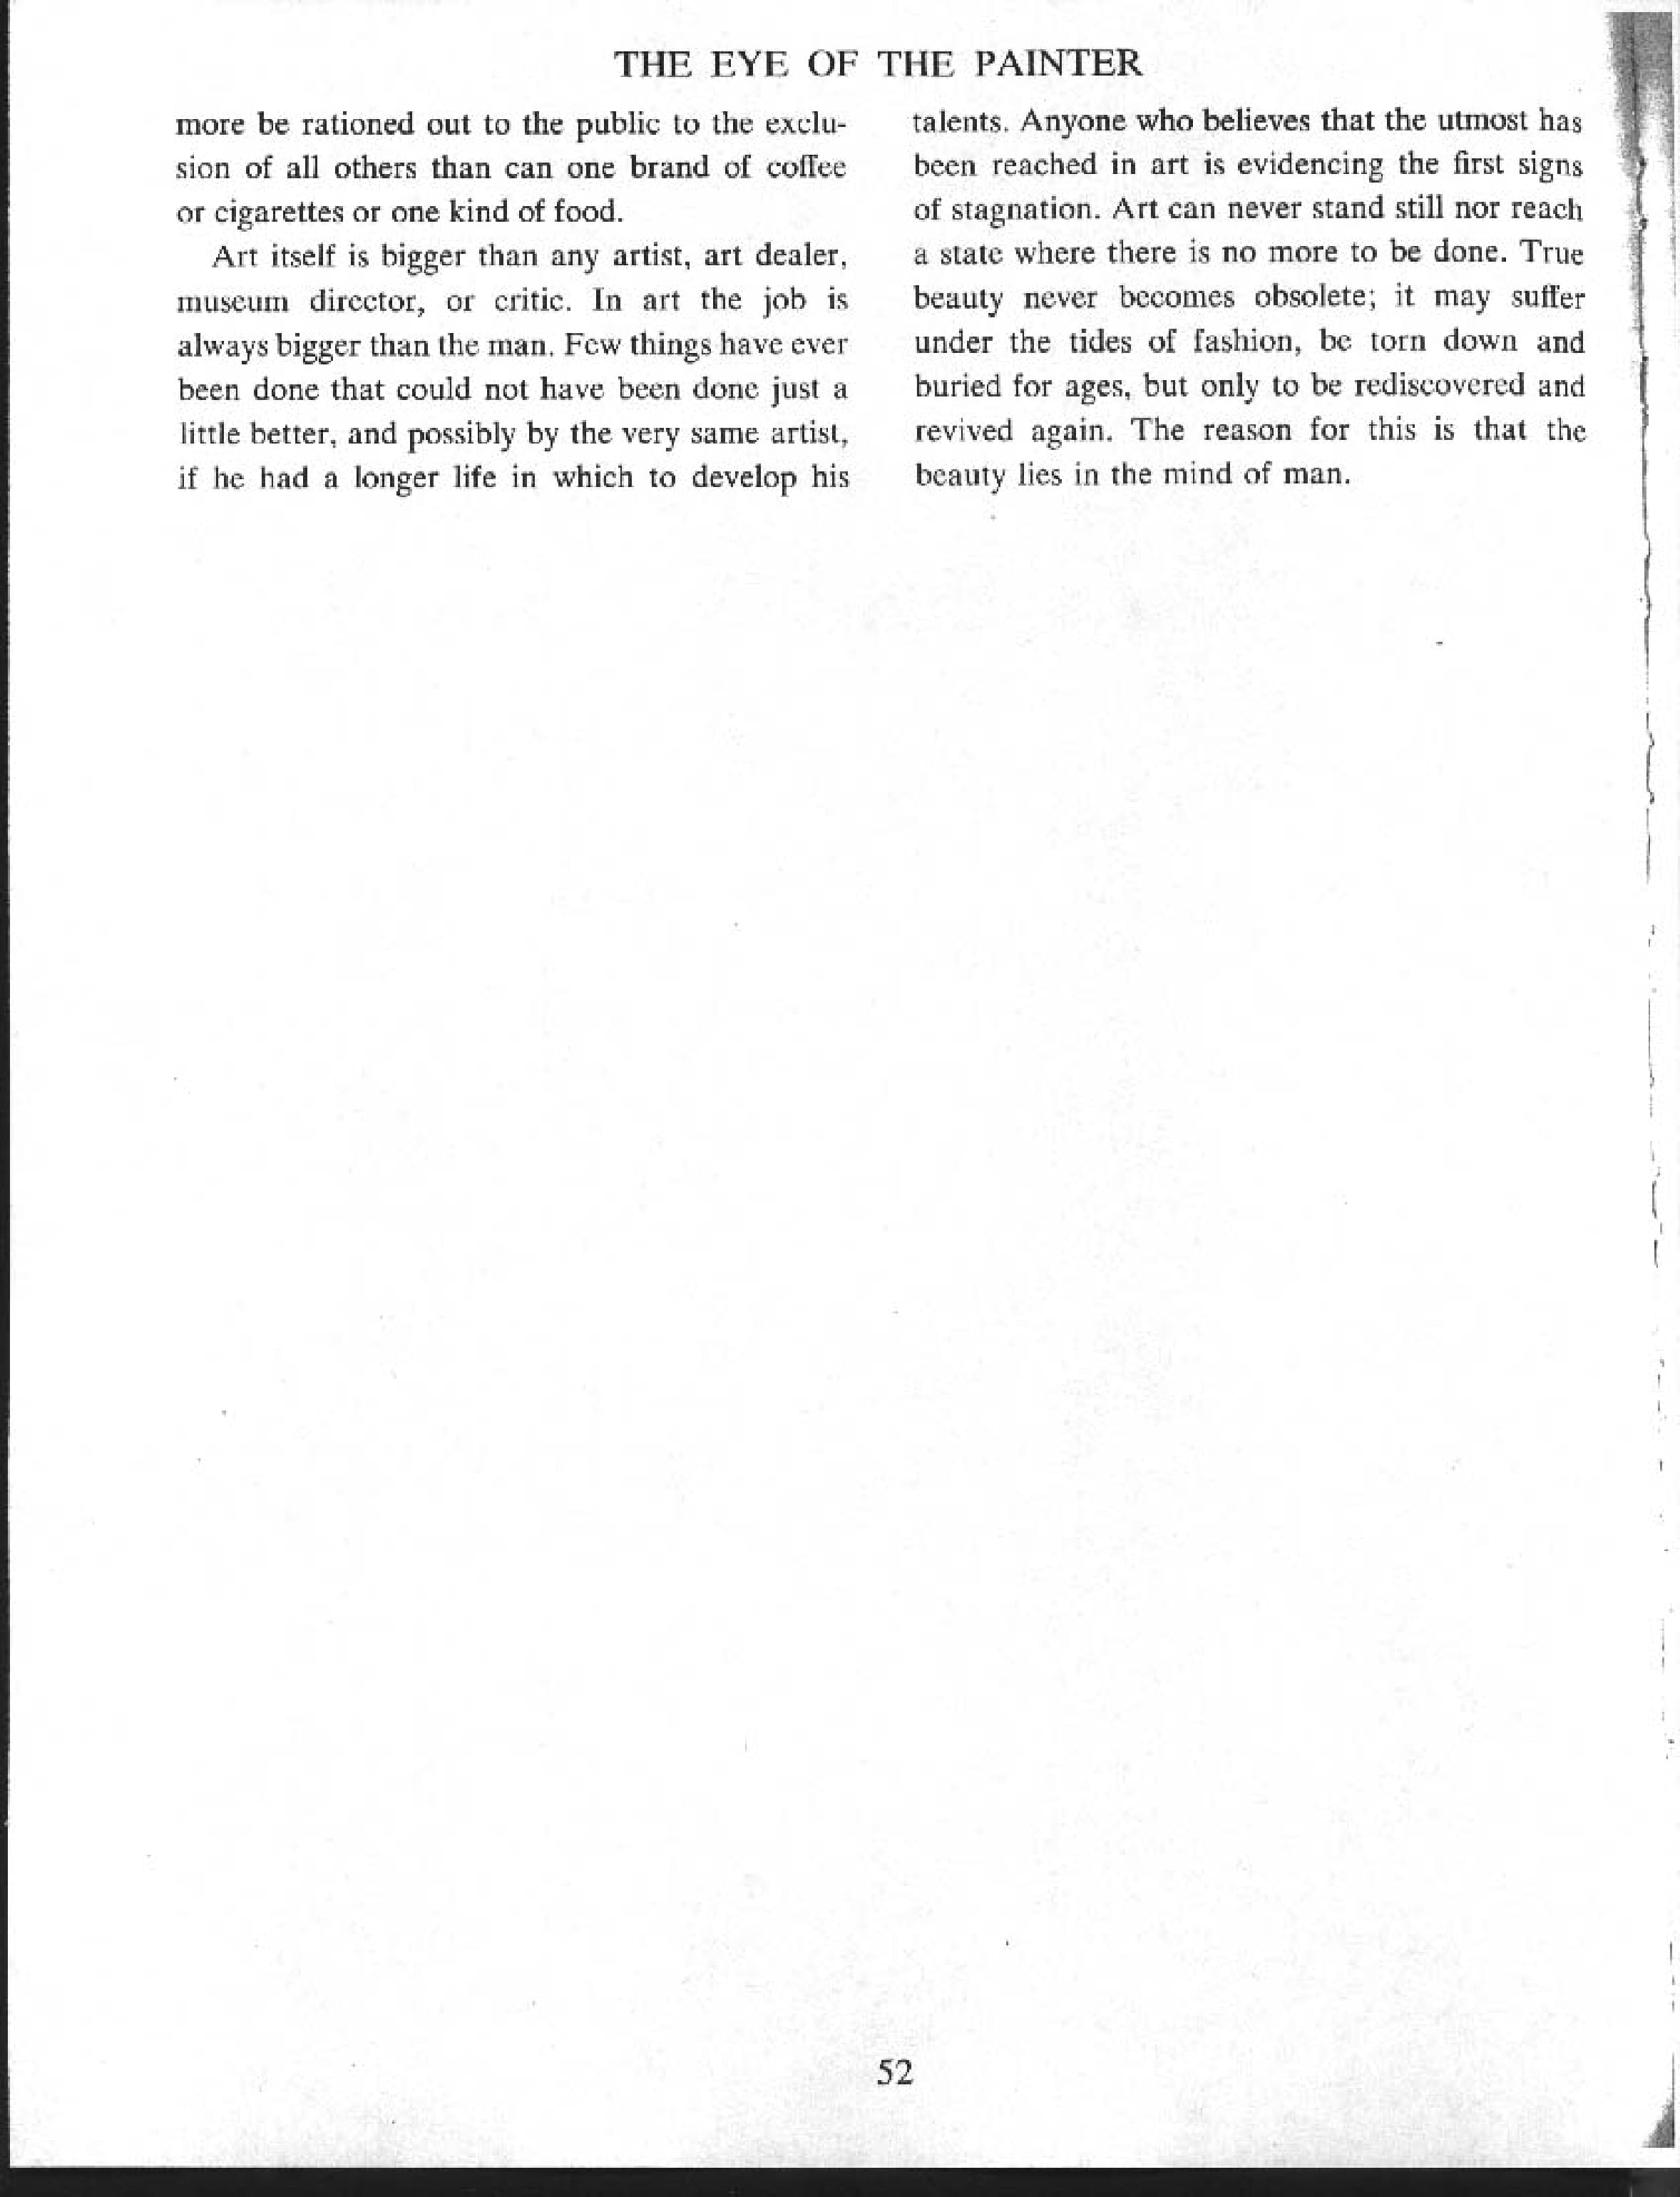 THE EYE OF THE PAINTER
more be rationed out to the public to the exclu-
sion of all others than can one brand of coffee
or cigarettes or one kind of food.
Art itself is bigger than any artist, art dealer,
museum director, or critic. In art the job is
always bigger than the man. Few things have ever
been done that could not have been done just a
little better, and possibly by the very same artist,
if he had a longer life in which to develop his
talents. Anyone who believes that the utmost has
been reached in art is evidencing the first signs
of stagnation. Art can never stand still nor reach
a state where there is no more to be done. True
beauty never becomes obsolete; it may suffer
under the tides of fashion, be torn down and
buried for ages, but only to be rediscovered and
revived again. The reason for this is that the
beauty lies in the mind of man.
52